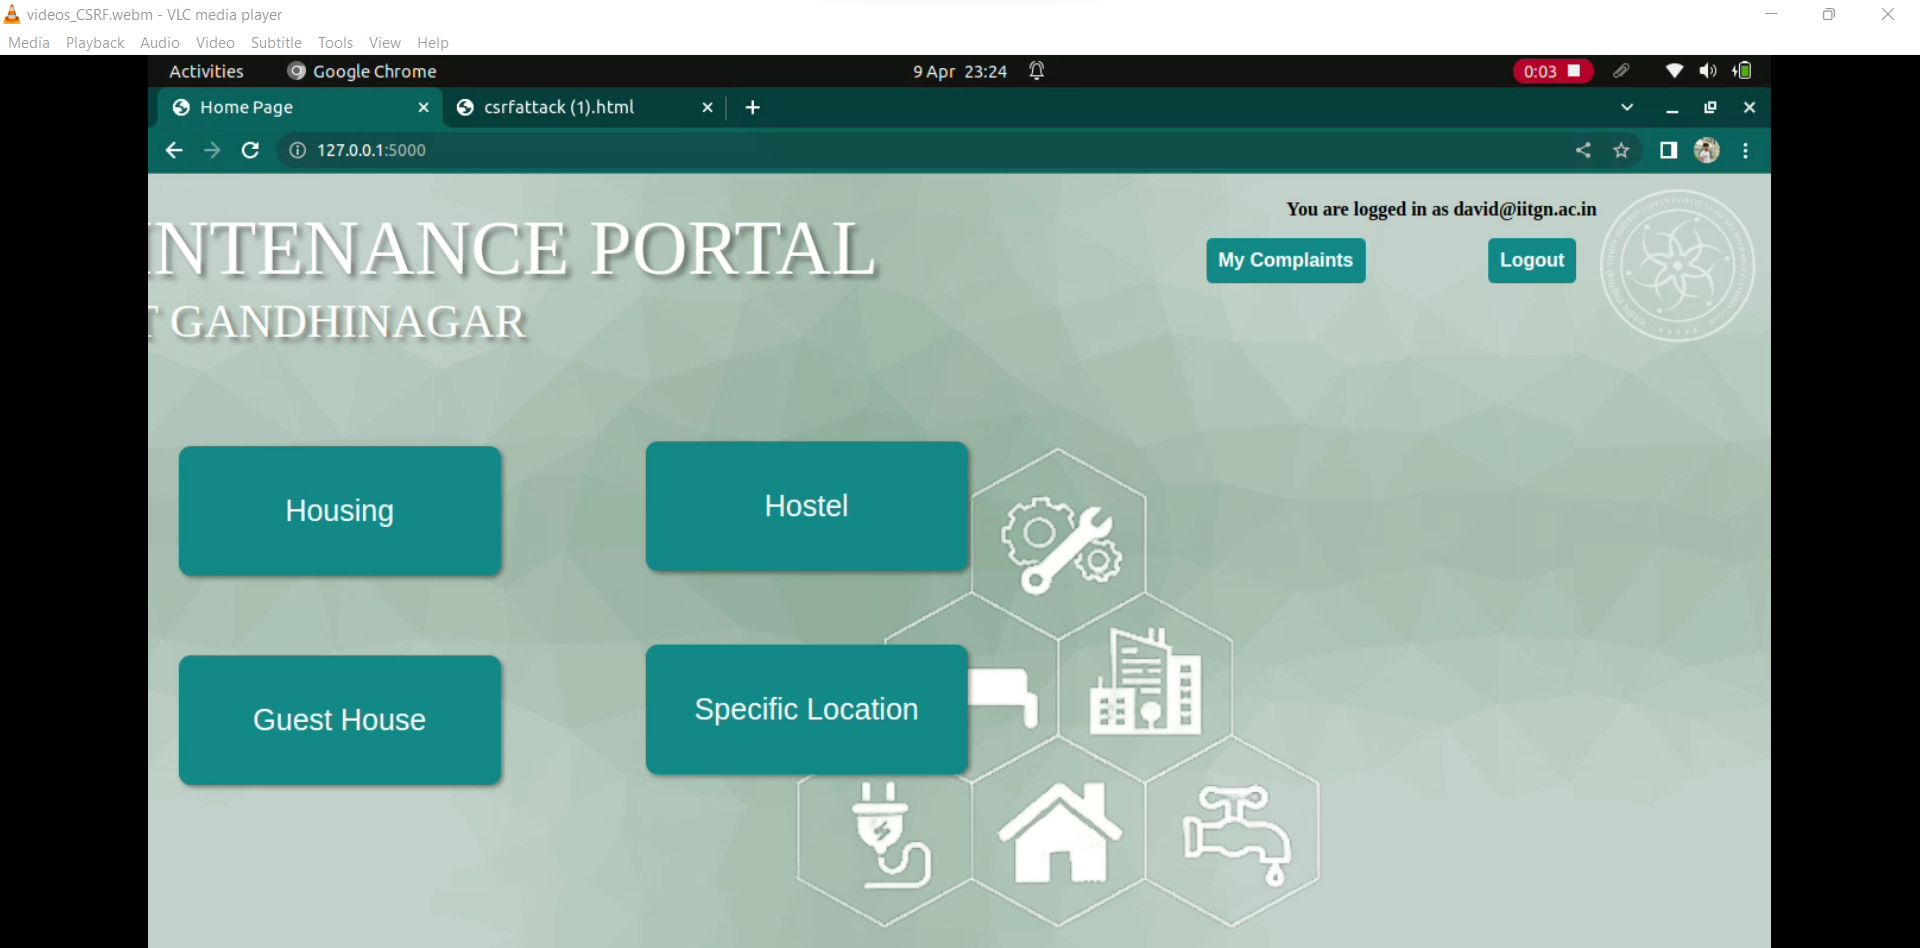 videos_CSRF.webm - VLC media player
Media Playback Audio Video Subtitle Tools View Help
Activities Google Chrome 9 Apr 23:24 0:03
Home Page csrfattack (1).html
127.0.0.1:5000
You are logged in as david@iitgn.ac.in
INTENANCE PORTAL
My Complaints Logout
T GANDHINAGAR
Housing Hostel
Guest House Specific Location